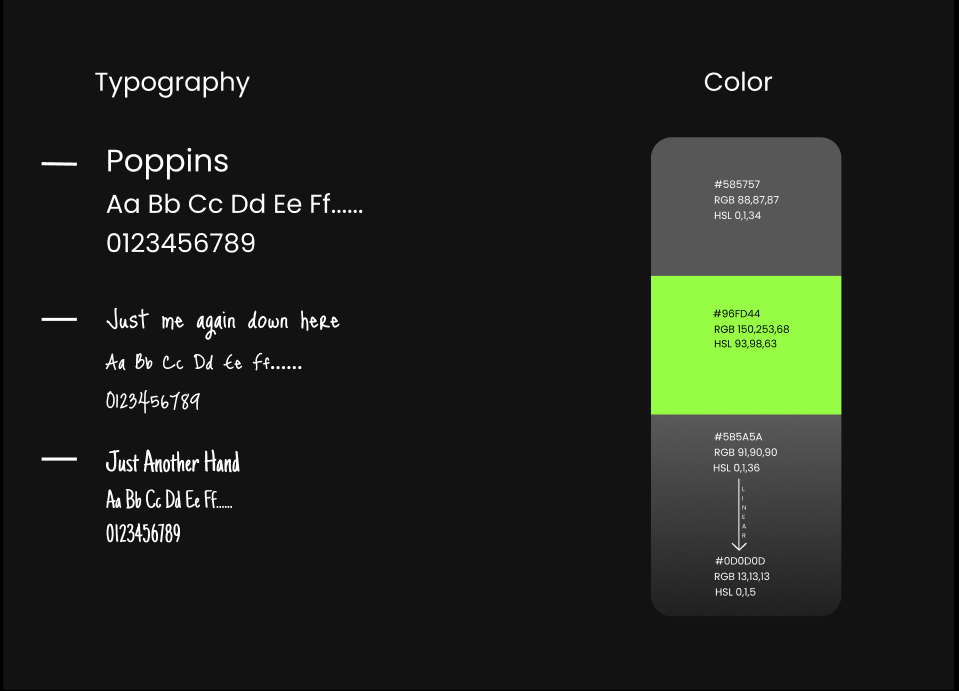 Typography
Poppins
Aa Bb Cc Dd Ee Ff......
0123456789
Just me again down here
Aa Bb Cc Dd Ee Ff......
0123456789
Just Another Hand
Aa Bb Cc Dd Ee Ff......
0123456789
Color
#585757
RGB 88,87,87
HSL 0,1,34
#96FD44
RGB 150,253,68
HSL 93,98,63
#5B5A5A
RGB 91,90,90
HSL 0,1,36
LINEAR
#0D0D0D
RGB 13,13,13
HSL 0,1,5